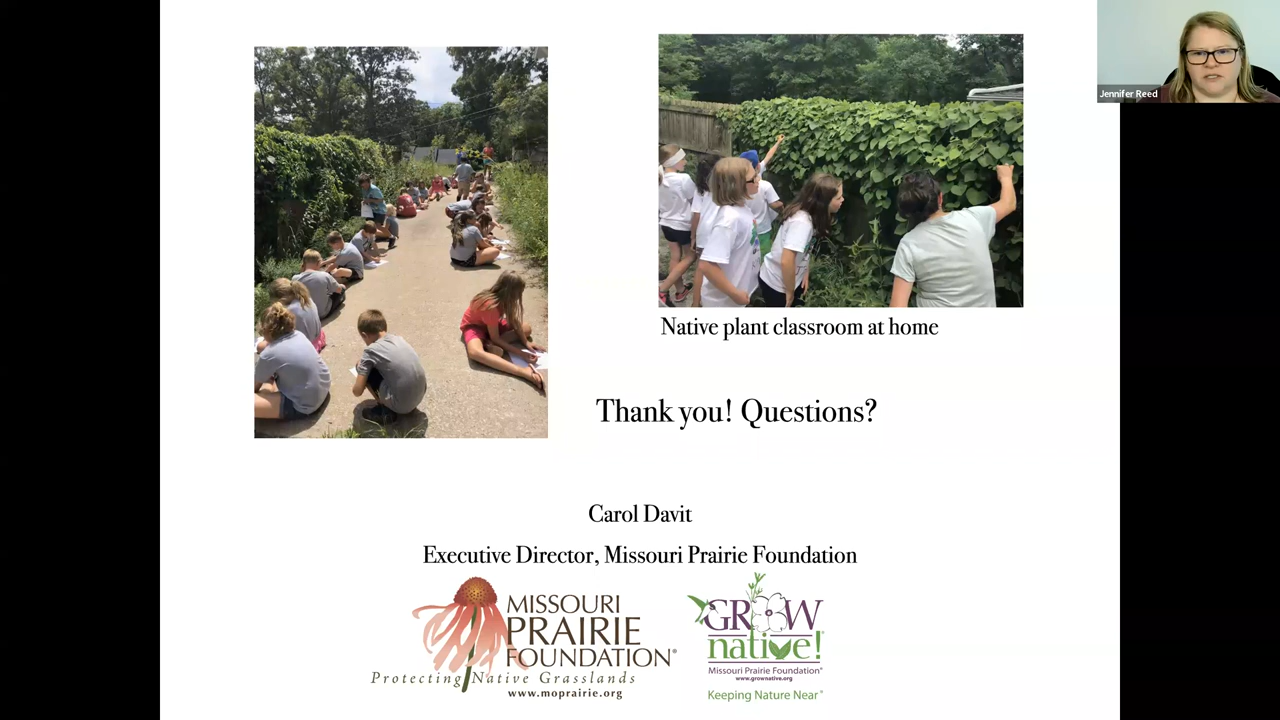 Jennifer Reed
Native plant classroom at home
Thank you! Questions?
Carol Davit
Executive Director, Missouri Prairie Foundation
MISSOURI
PRAIRIE
FOUNDATION®
Protecting Native Grasslands
www.moprairie.org
GROW
native!®
Missouri Prairie Foundation®
www.grownative.org
Keeping Nature Near®